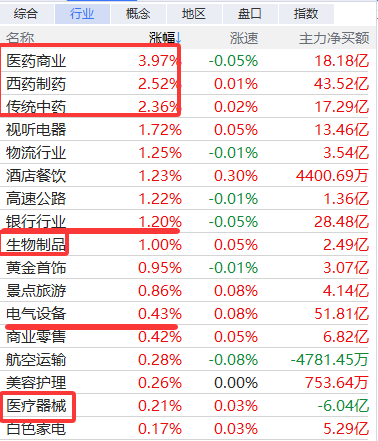 综合 行业 概念 地区 盘口 指数
名称 涨幅↓ 涨速 主力净买额
医药商业 3.97% -0.05% 18.18亿
西药制药 2.52% 0.01% 43.52亿
传统中药 2.36% 0.02% 17.29亿
视听电器 1.72% 0.05% 13.46亿
物流行业 1.25% -0.01% 3.54亿
酒店餐饮 1.23% 0.30% 4400.69万
高速公路 1.22% -0.01% 1.36亿
银行行业 1.20% -0.05% 28.48亿
生物制品 1.00% 0.05% 2.49亿
黄金首饰 0.95% -0.01% 3.07亿
景点旅游 0.86% 0.08% 4.14亿
电气设备 0.43% 0.08% 51.81亿
商业零售 0.42% 0.05% 6.82亿
航空运输 0.28% -0.08% -4781.45万
美容护理 0.26% 0.00% 753.64万
医疗器械 0.21% 0.03% -6.04亿
白色家电 0.17% 0.03% 5.29亿